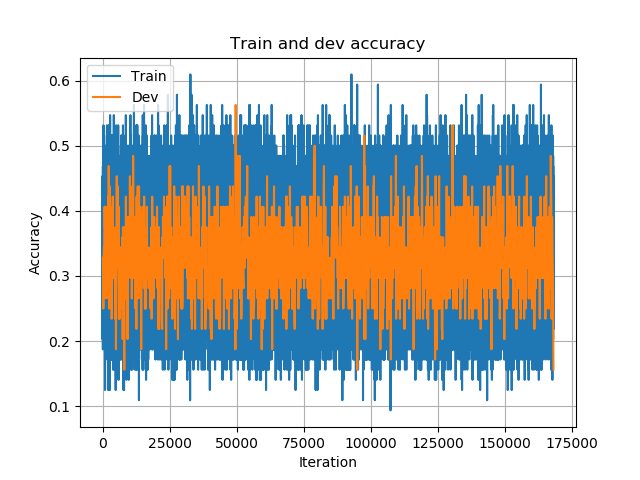 Train and dev accuracy
Train
Dev
0.6
0.5
0.4
0.3
0.2
0.1
Accuracy
0 25000 50000 75000 100000 125000 150000 175000
Iteration